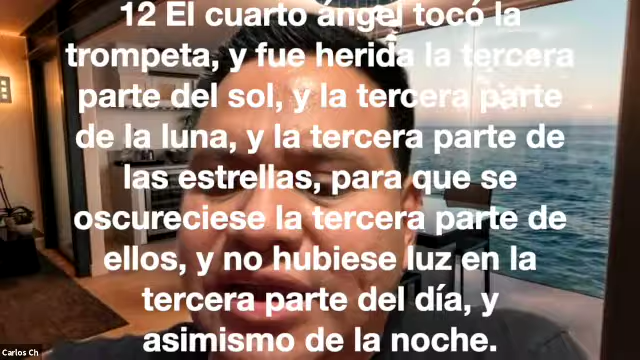 12 El cuarto ángel tocó la
trompeta, y fue herida la tercera
parte del sol, y la tercera parte
de la luna, y la tercera parte de
las estrellas, para que se
oscureciese la tercera parte de
ellos, y no hubiese luz en la
tercera parte del día, y
asimismo de la noche.
Carlos Ch